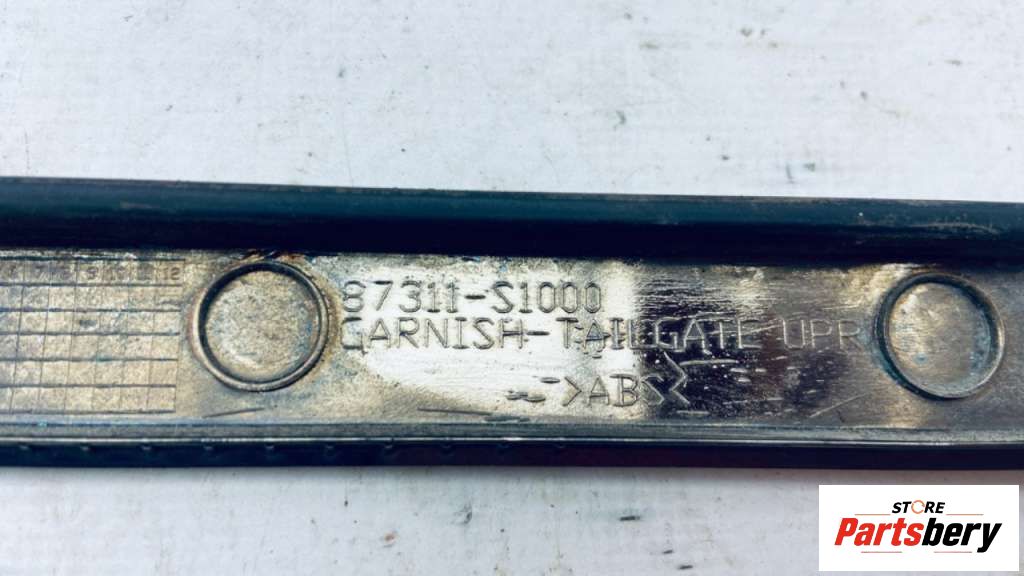 87311-S1000
GARNISH-TAILGATE UPR
>ABS<
STORE
Partsbery